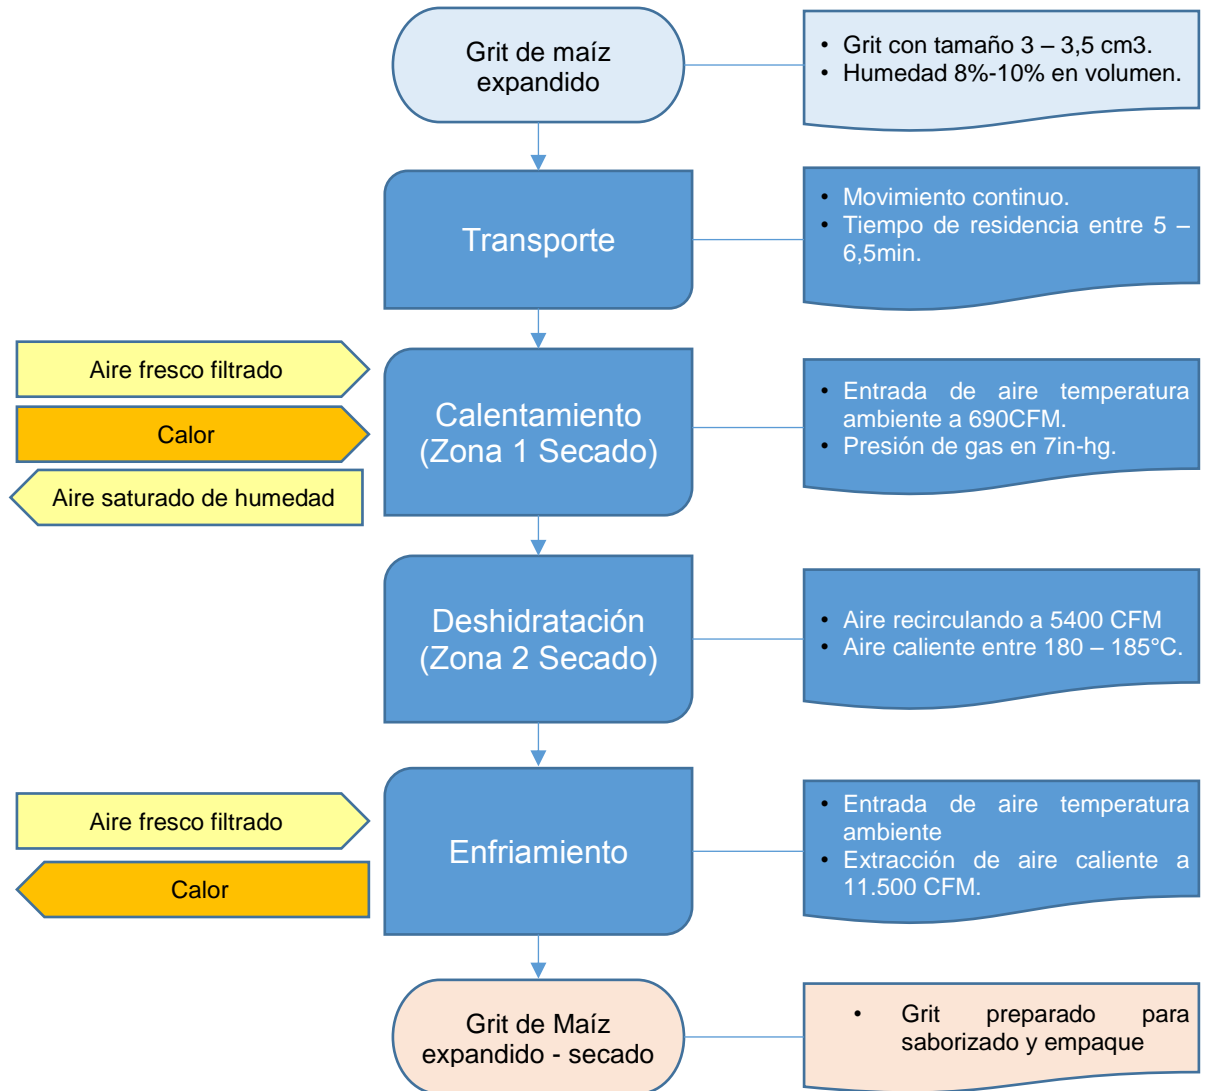 Grit de maíz
expandido
• Grit con tamaño 3 – 3,5 cm3.
• Humedad 8%-10% en volumen.
Transporte
• Movimiento continuo.
• Tiempo de residencia entre 5 –
6,5min.
Aire fresco filtrado
Calor
Aire saturado de humedad
Calentamiento
(Zona 1 Secado)
• Entrada de aire temperatura
ambiente a 690CFM.
• Presión de gas en 7in-hg.
Deshidratación
(Zona 2 Secado)
• Aire recirculando a 5400 CFM
• Aire caliente entre 180 – 185°C.
Aire fresco filtrado
Calor
Enfriamiento
• Entrada de aire temperatura
ambiente
• Extracción de aire caliente a
11.500 CFM.
Grit de Maíz
expandido - secado
• Grit preparado para
saborizado y empaque